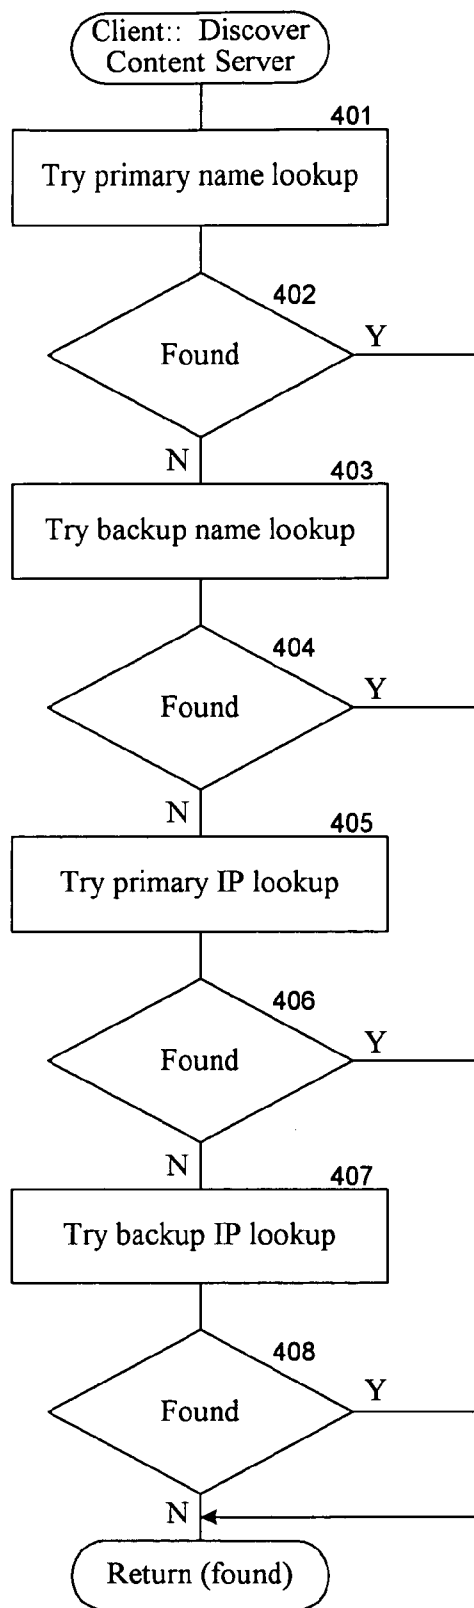 Client:: Discover
Content Server
401
Try primary name lookup
402
Found
Y
N
403
Try backup name lookup
404
Found
Y
N
405
Try primary IP lookup
406
Found
Y
N
407
Try backup IP lookup
408
Found
Y
N
Return (found)